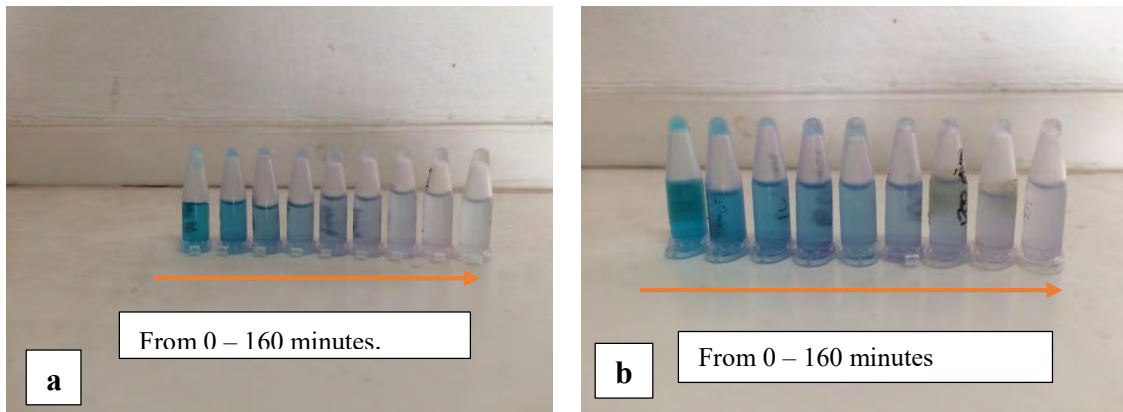 From 0 – 160 minutes.
a
From 0 – 160 minutes
b